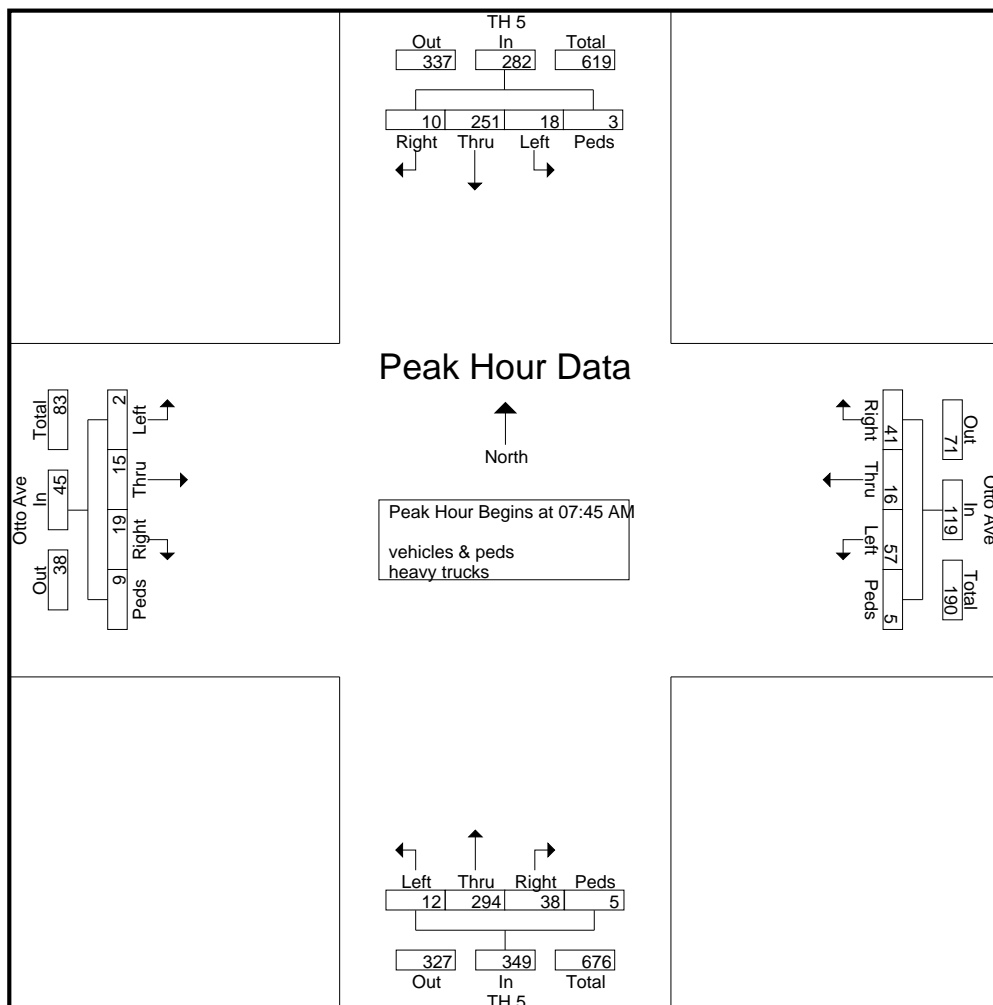 TH 5
Out In Total
337 282 619
10 251 18 3
Right Thru Left Peds
Peak Hour Data
North
Peak Hour Begins at 07:45 AM
vehicles & peds
heavy trucks
Otto Ave
Total In Out
83 45 38
2 15 19 9
Left Thru Right Peds
Otto Ave
Out In Total
71 119 190
41 16 57 5
Right Thru Left Peds
Left Thru Right Peds
12 294 38 5
327 349 676
Out In Total
TH 5